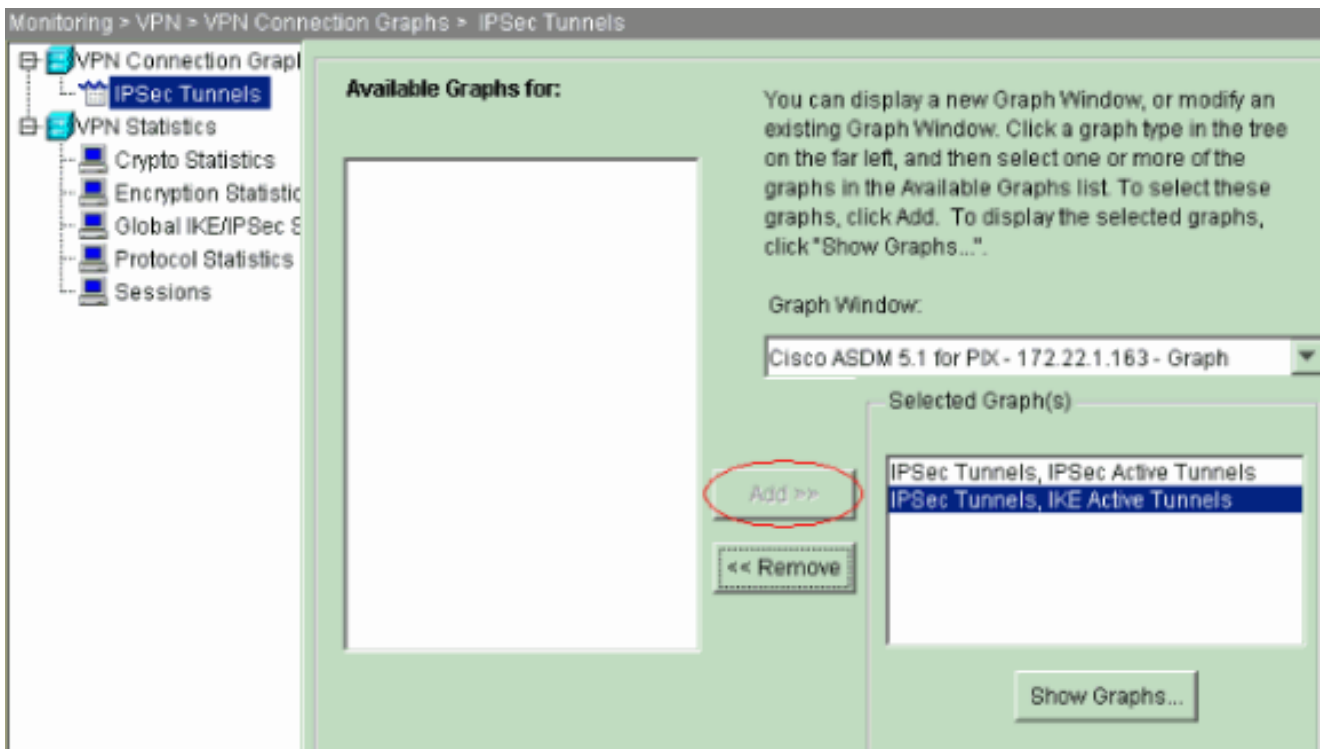 Monitoring > VPN > VPN Connection Graphs > IPSec Tunnels
VPN Connection Grapl
IPSec Tunnels
VPN Statistics
Crypto Statistics
Encryption Statistic
Global IKE/IPSec S
Protocol Statistics
Sessions
Available Graphs for:
You can display a new Graph Window, or modify an
existing Graph Window. Click a graph type in the tree
on the far left, and then select one or more of the
graphs in the Available Graphs list. To select these
graphs, click Add. To display the selected graphs,
click "Show Graphs...".
Graph Window:
Cisco ASDM 5.1 for PIX - 172.22.1.163 - Graph
Add >>
<< Remove
Selected Graph(s)
IPSec Tunnels, IPSec Active Tunnels
IPSec Tunnels, IKE Active Tunnels
Show Graphs...